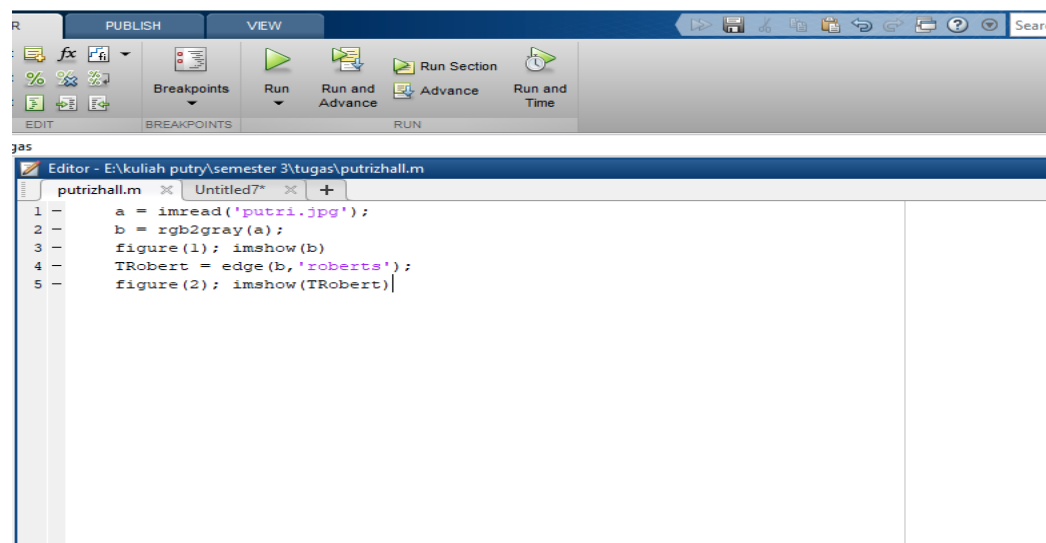 R PUBLISH VIEW
Sear
fx
Breakpoints
Run
Run and Advance
Run Section
Advance
Run and Time
EDIT BREAKPOINTS RUN
gas
Editor - E:\kuliah putry\semester 3\tugas\putrizhall.m
putrizhall.m Untitled7* +
1 - a = imread('putri.jpg');
2 - b = rgb2gray(a);
3 - figure(1); imshow(b)
4 - TRobert = edge(b,'roberts');
5 - figure(2); imshow(TRobert)